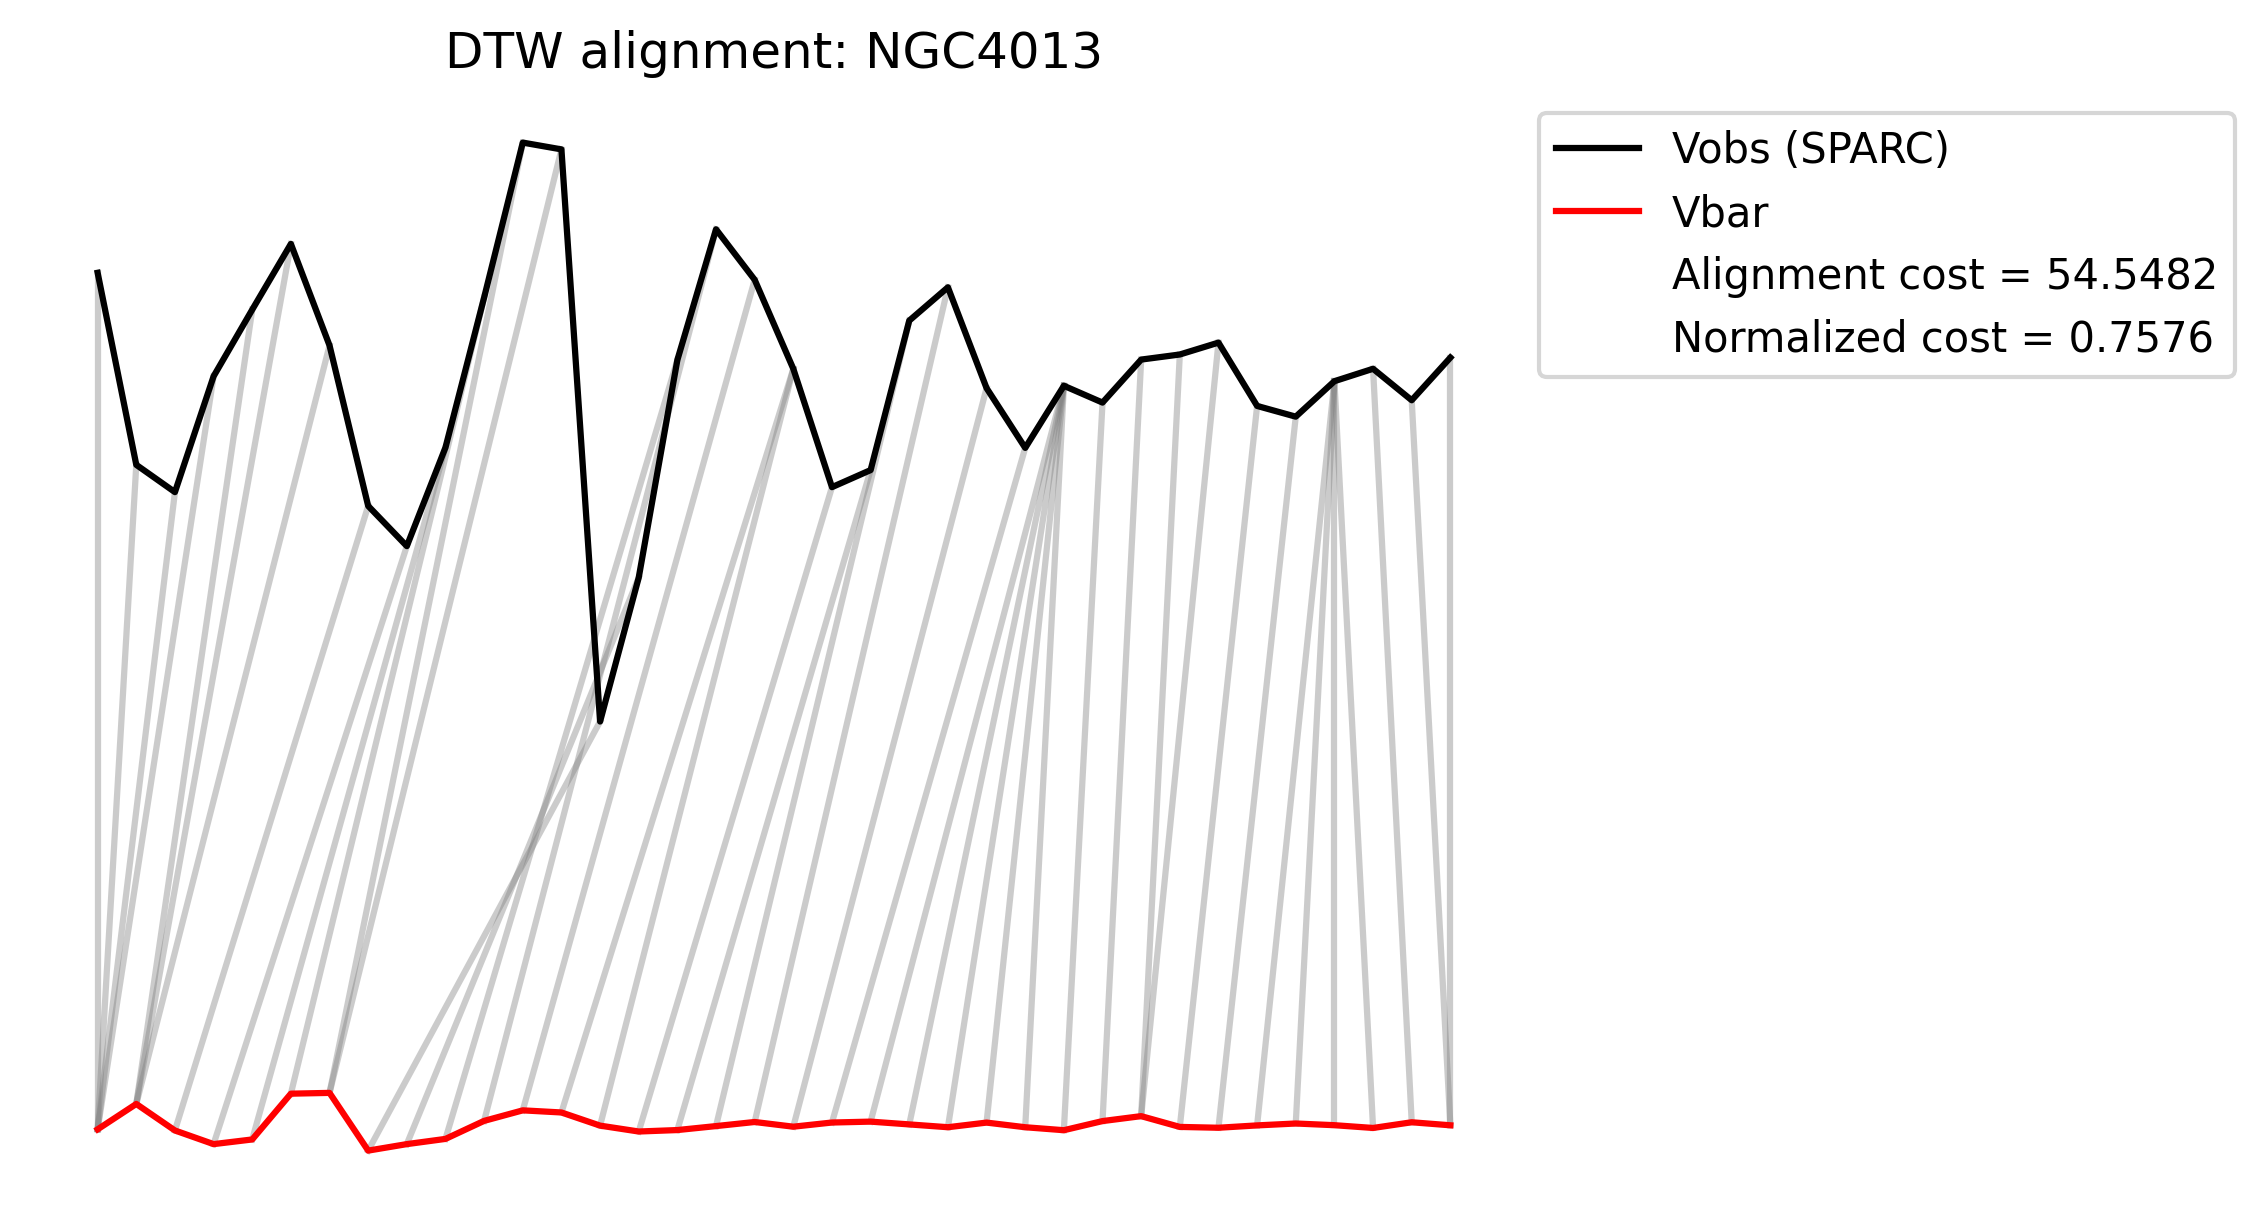 DTW alignment: NGC4013
Vobs (SPARC)
Vbar
Alignment cost = 54.5482
Normalized cost = 0.7576